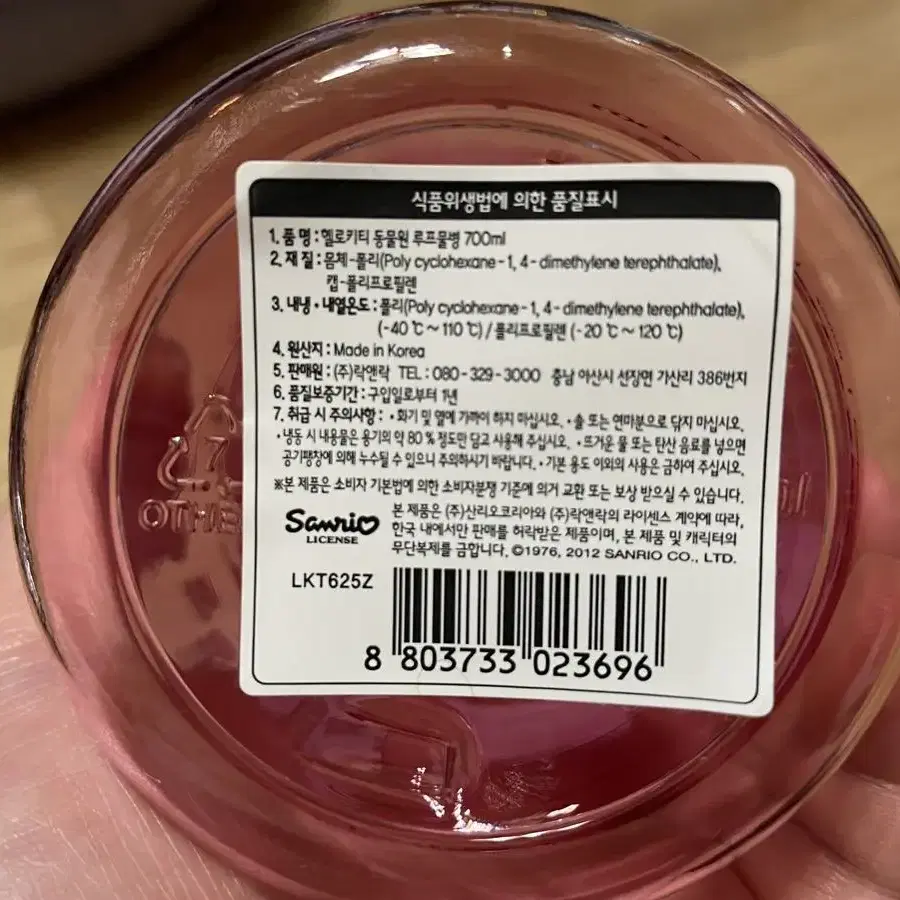 식품위생법에 의한 품질표시
1. 품 명 : 헬로키티 동물원 루프물병 700ml
2. 재 질 : 몸체-폴리(Poly cyclohexane-1, 4-dimethylene terephthalate),
캡-폴리프로필렌
3. 내냉 • 내열온도 : 폴리(Poly cyclohexane-1, 4-dimethylene terephthalate),
(-40℃~110℃)/폴리프로필렌 (-20℃~120℃)
4. 원산지 : Made in Korea
5. 판매원 : (주)락앤락 TEL : 080-329-3000 충남 아산시 선장면 가산리 386번지
6. 품질보증기간 : 구입일로부터 1년
7. 취급 시 주의사항 : • 화기 및 열에 가까이 하지 마십시오. • 솔 또는 연마분으로 닦지 마십시오.
• 냉동 시 내용물은 용기의 약 80 % 정도만 담고 사용해 주십시오. • 뜨거운 물 또는 탄산 음료를 넣으면
공기팽창에 의해 누수될 수 있으니 주의하시기 바랍니다. • 기본 용도 이외의 사용은 금하여 주십시오.
※본 제품은 소비자 기본법에 의한 소비자분쟁 기준에 의거 교환 또는 보상 받으실 수 있습니다.
Sanrio
LICENSE
본 제품은 (주)산리오코리아와 (주)락앤락의 라이센스 계약에 따라,
한국 내에서만 판매를 허락받은 제품이며, 본 제품 및 캐릭터의
무단복제를 금합니다. ©1976, 2012 SANRIO CO., LTD.
LKT625Z
8 803733 023696
7